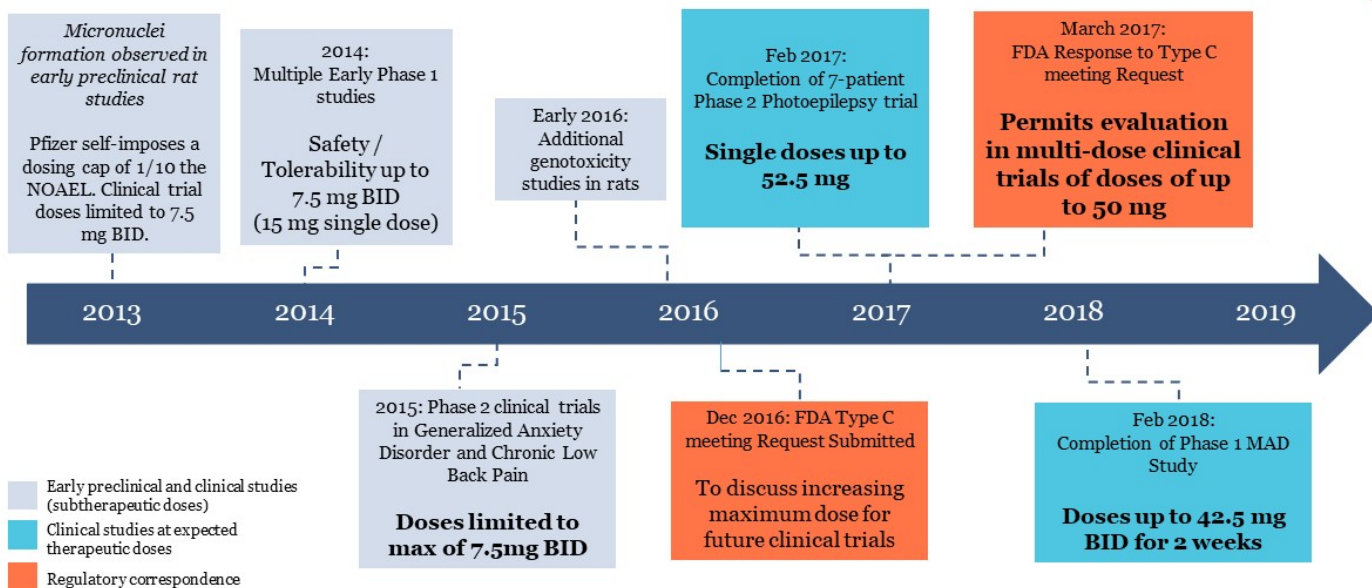 Micronuclei
formation observed in
early preclinical rat
studies
Pfizer self-imposes a
dosing cap of 1/10 the
NOAEL. Clinical trial
doses limited to 7.5
mg BID.
2014:
Multiple Early Phase 1
studies
Safety /
Tolerability up to
7.5 mg BID
(15 mg single dose)
Early 2016:
Additional
genotoxicity
studies in rats
Feb 2017:
Completion of 7-patient
Phase 2 Photoepilepsy trial
Single doses up to
52.5 mg
March 2017:
FDA Response to Type C
meeting Request
Permits evaluation
in multi-dose clinical
trials of doses of up
to 50 mg
2013 2014 2015 2016 2017 2018 2019
2015: Phase 2 clinical trials
in Generalized Anxiety
Disorder and Chronic Low
Back Pain
Doses limited to
max of 7.5mg BID
Dec 2016: FDA Type C
meeting Request Submitted
To discuss increasing
maximum dose for
future clinical trials
Feb 2018:
Completion of Phase 1 MAD
Study
Doses up to 42.5 mg
BID for 2 weeks
Early preclinical and clinical studies
(subtherapeutic doses)
Clinical studies at expected
therapeutic doses
Regulatory correspondence